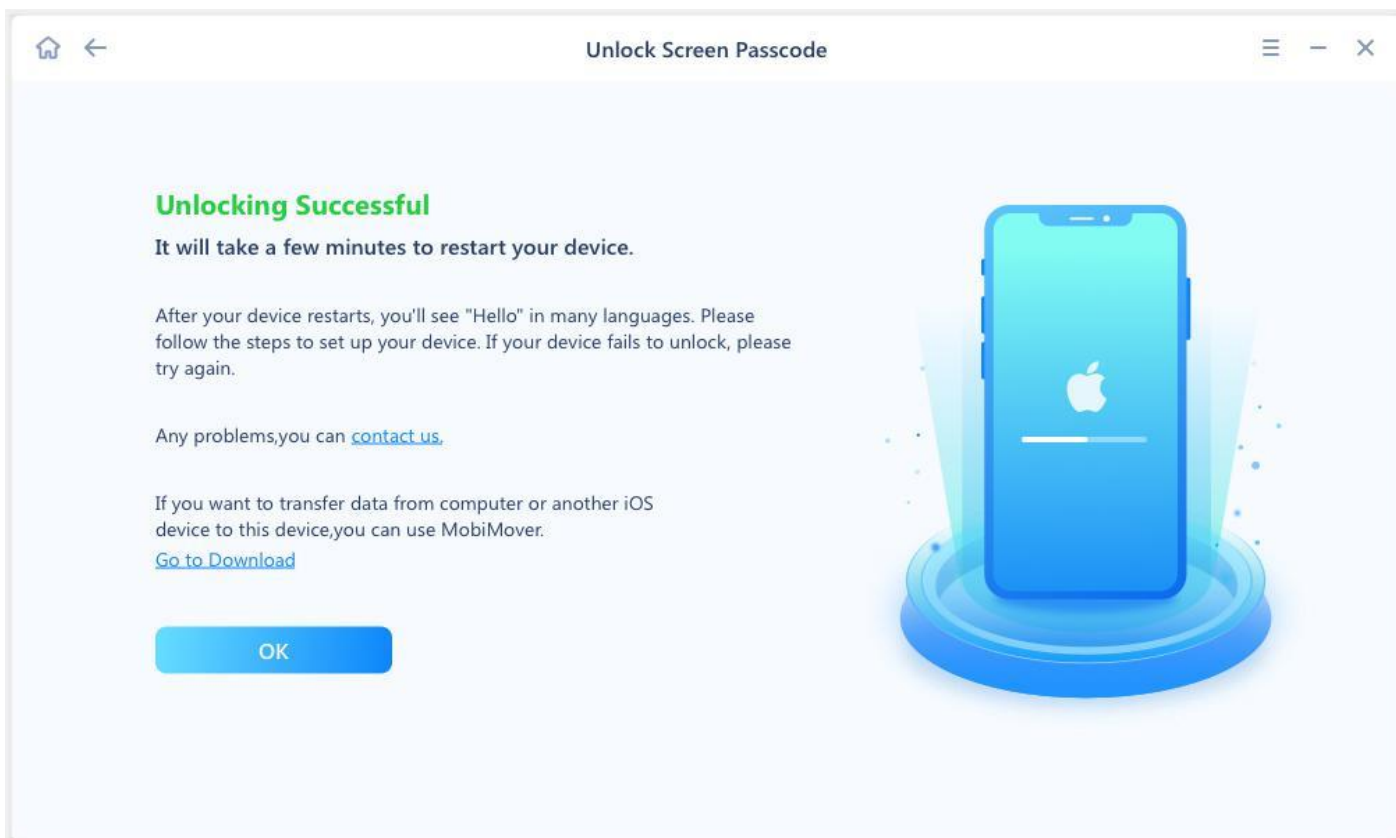 Unlock Screen Passcode
Unlocking Successful
It will take a few minutes to restart your device.
After your device restarts, you'll see "Hello" in many languages. Please
follow the steps to set up your device. If your device fails to unlock, please
try again.
Any problems,you can contact us.
If you want to transfer data from computer or another iOS
device to this device,you can use MobiMover.
Go to Download
OK